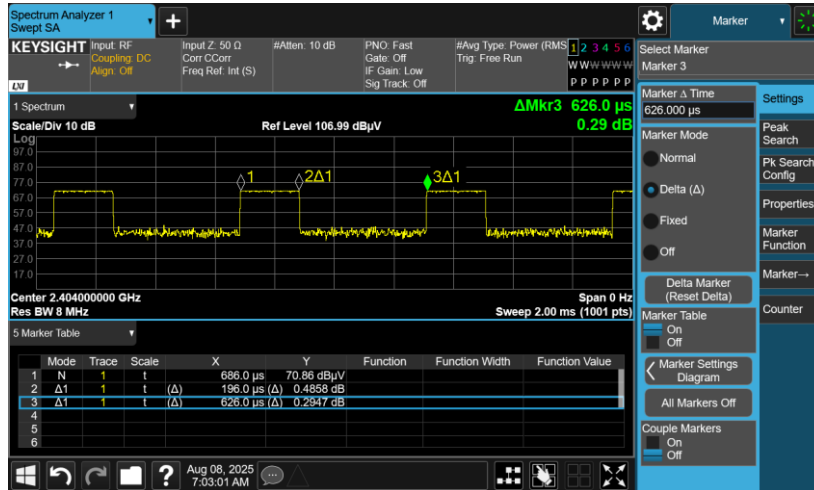 Spectrum Analyzer 1
Swept SA
Marker
KEYSIGHT
LXI
Input: RF
Coupling: DC
Align: Off
Input Z: 50 Ω
Corr CCorr
Freq Ref: Int (S)
#Atten: 10 dB
PNO: Fast
Gate: Off
IF Gain: Low
Sig Track: Off
#Avg Type: Power (RMS
Trig: Free Run
1 2 3 4 5 6
W W W W W W
P P P P P P
1 Spectrum
ΔMkr3 626.0 µs
0.29 dB
Scale/Div 10 dB
Ref Level 106.99 dBµV
Log
97.0
87.0
77.0
67.0
57.0
47.0
37.0
27.0
17.0
1
2Δ1
3Δ1
Center 2.404000000 GHz
Span 0 Hz
Res BW 8 MHz
Sweep 2.00 ms (1001 pts)
5 Marker Table
Mode Trace Scale X Y Function Function Width Function Value
1 N 1 t 686.0 µs 70.86 dBµV
2 Δ1 1 t (Δ) 196.0 µs (Δ) 0.4858 dB
3 Δ1 1 t (Δ) 626.0 µs (Δ) 0.2947 dB
4
5
6
?
Aug 08, 2025
7:03:01 AM
Select Marker
Marker 3
Marker Δ Time
626.000 µs
Marker Mode
Normal
Delta (Δ)
Fixed
Off
Delta Marker
(Reset Delta)
Marker Table
On
Off
Marker Settings
Diagram
All Markers Off
Couple Markers
On
Off
Settings
Peak
Search
Pk Search
Config
Properties
Marker
Function
Marker→
Counter